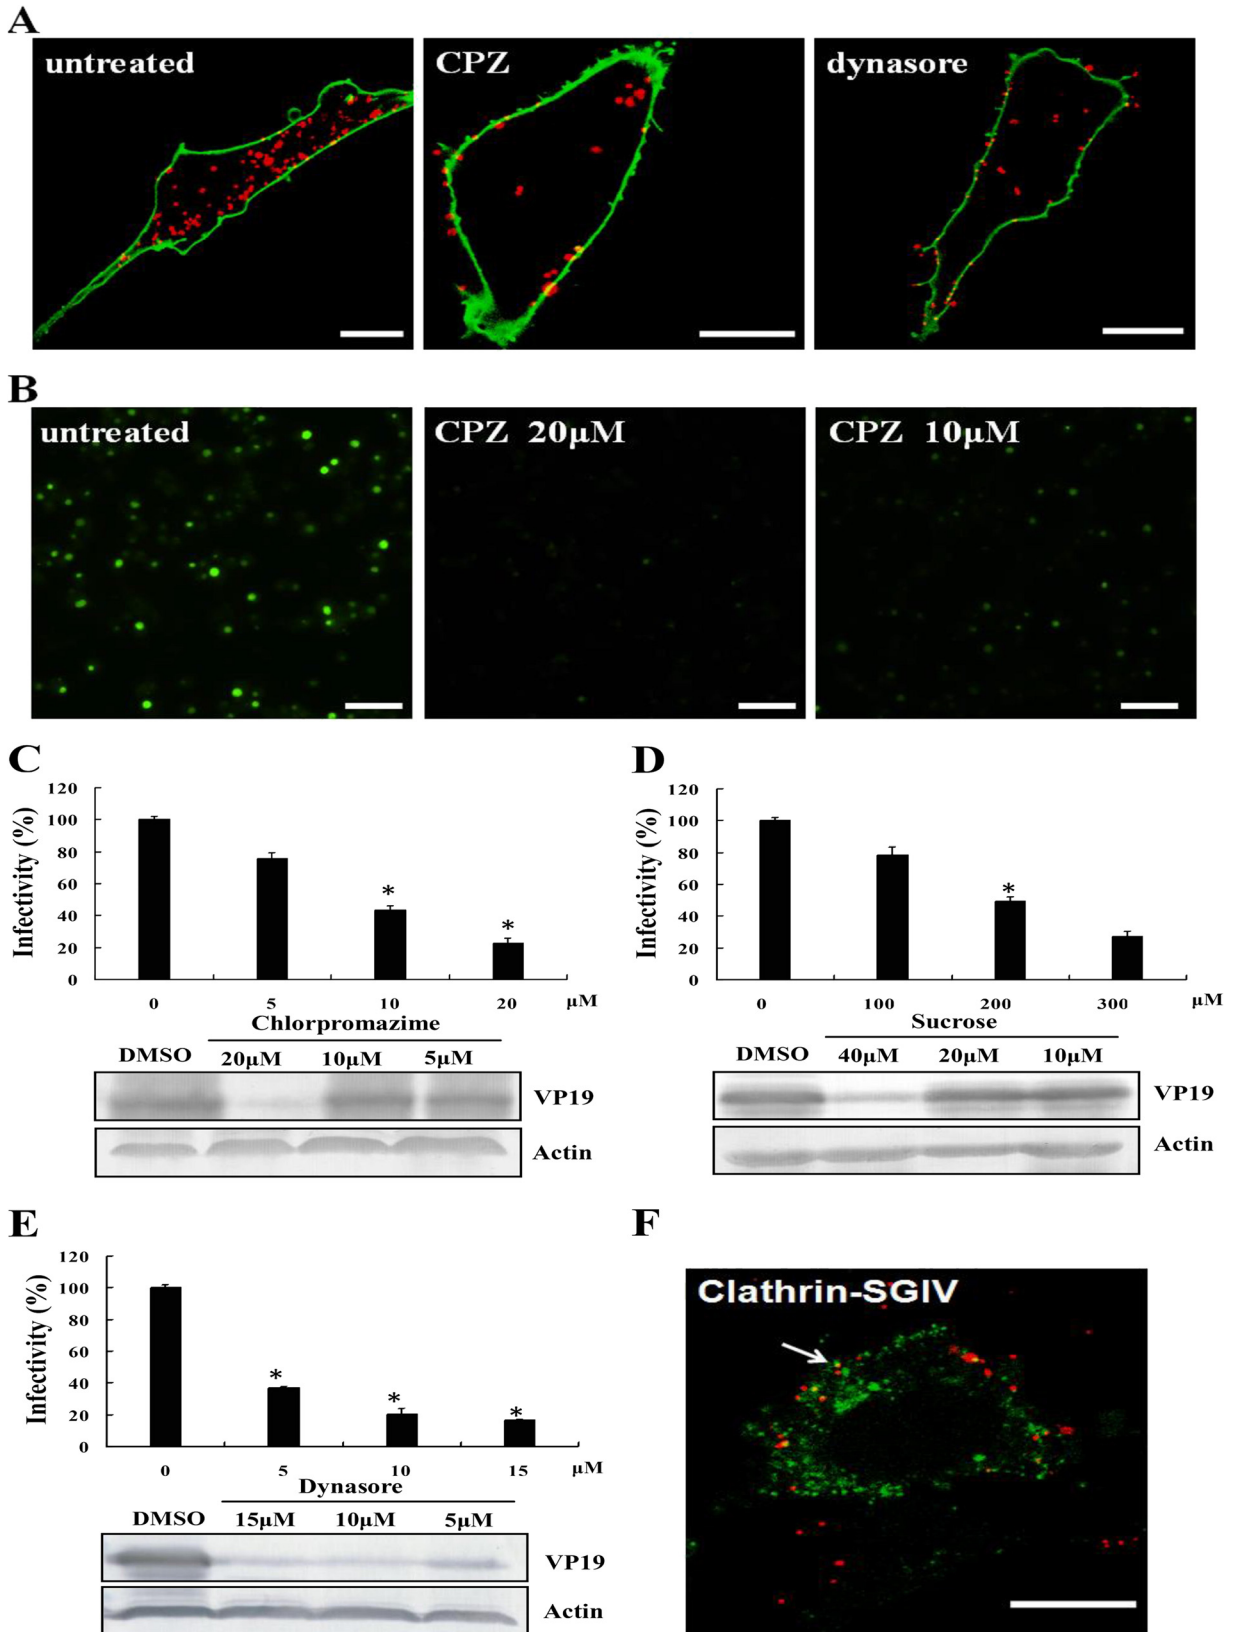 A
untreated
CPZ
dynasore
B
untreated
CPZ 20µM
CPZ 10µM
C
Infectivity (%)
120
100
80
60
40
20
0
*
*
0 5 10 20 µM
Chlorpromazime
DMSO 20µM 10µM 5µM
VP19
Actin
D
Infectivity (%)
120
100
80
60
40
20
0
*
0 100 200 300 µM
Sucrose
DMSO 40µM 20µM 10µM
VP19
Actin
E
Infectivity (%)
120
100
80
60
40
20
0
*
*
*
0 5 10 15 µM
Dynasore
DMSO 15µM 10µM 5µM
VP19
Actin
F
Clathrin-SGIV